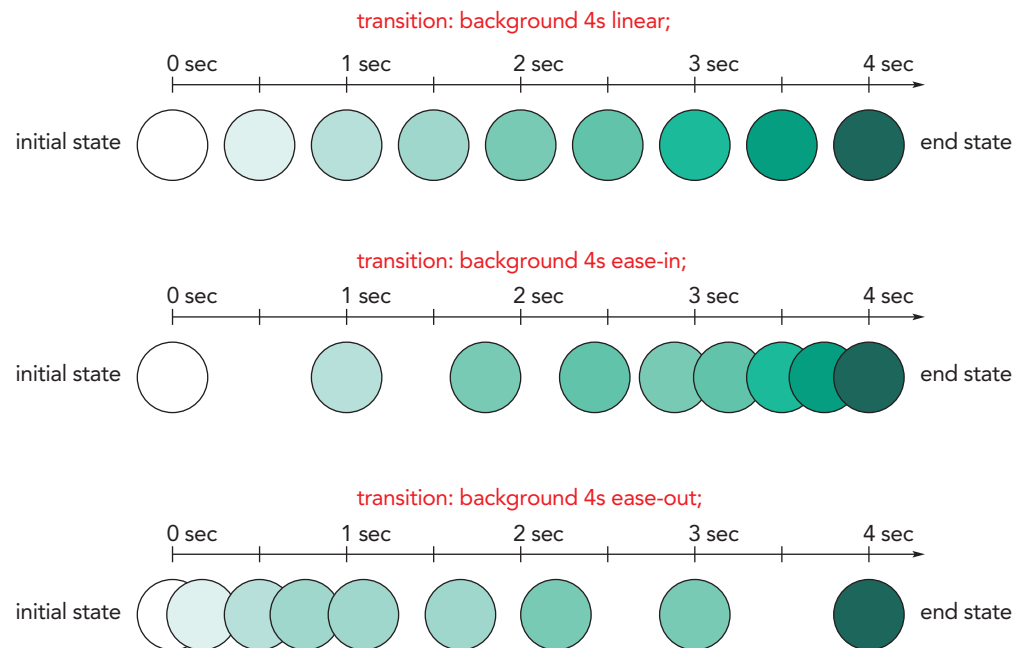 transition: background 4s linear;
0 sec 1 sec 2 sec 3 sec 4 sec
initial state end state
transition: background 4s ease-in;
0 sec 1 sec 2 sec 3 sec 4 sec
initial state end state
transition: background 4s ease-out;
0 sec 1 sec 2 sec 3 sec 4 sec
initial state end state